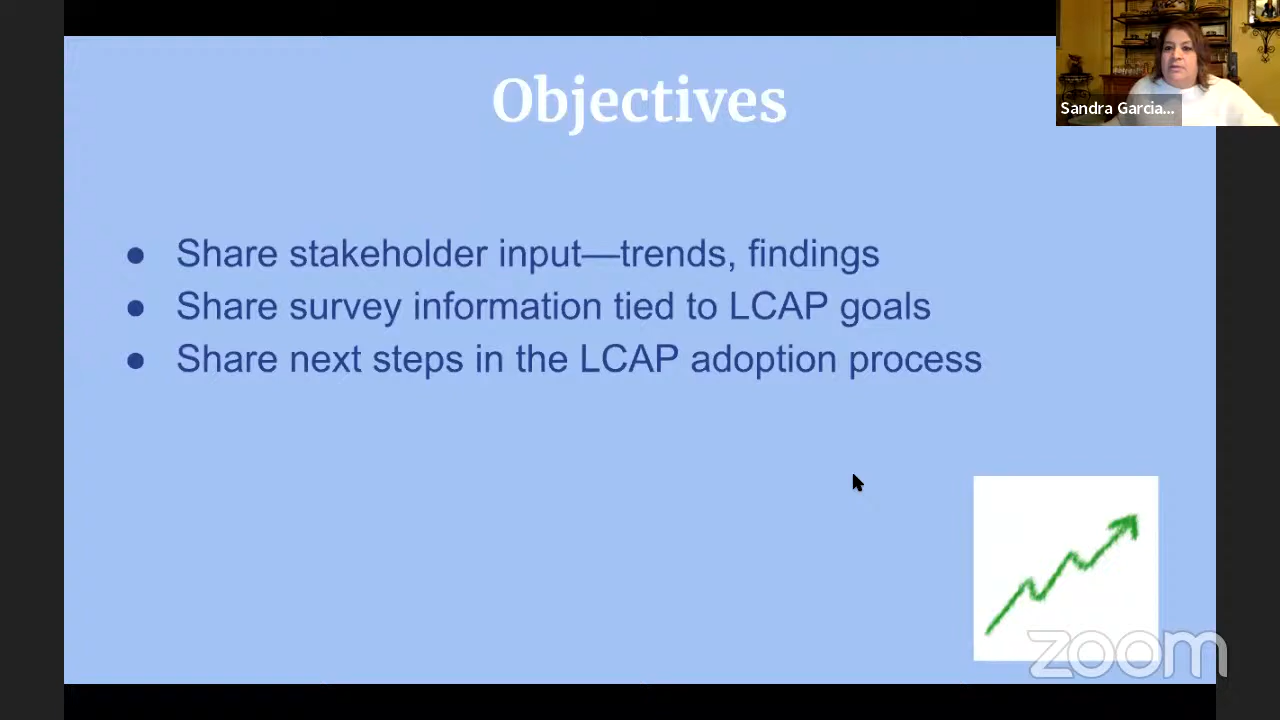 Objectives
Sandra Garcia...
● Share stakeholder input—trends, findings
● Share survey information tied to LCAP goals
● Share next steps in the LCAP adoption process
zoom